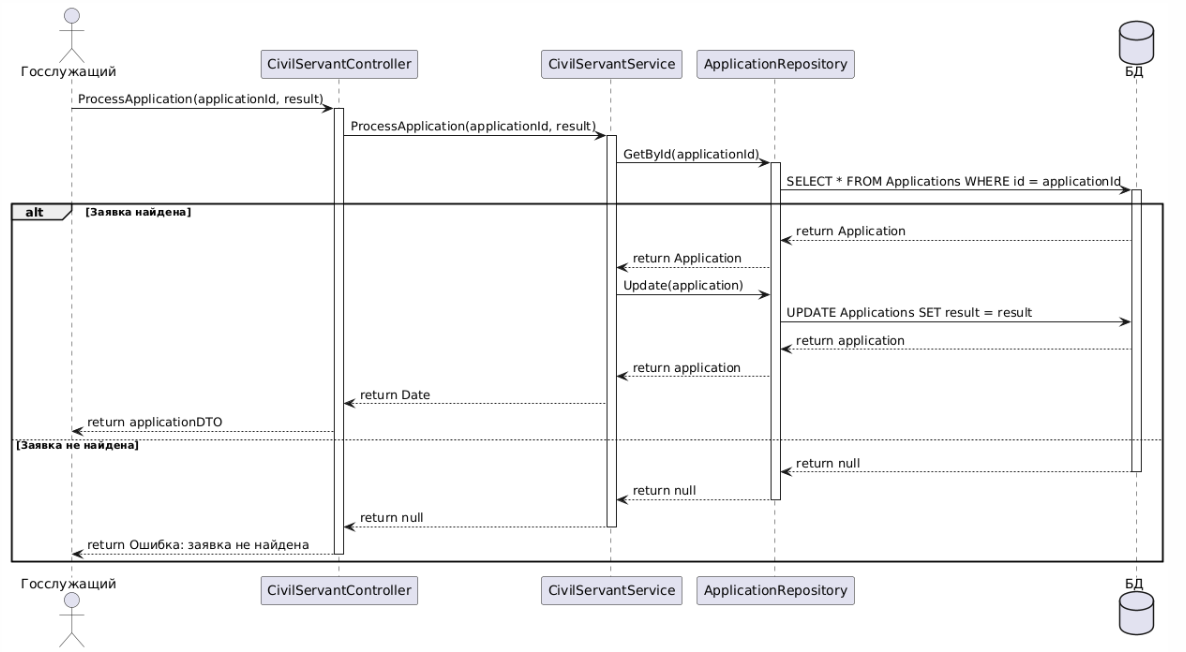 Госслужащий
CivilServantController
CivilServantService
ApplicationRepository
БД
ProcessApplication(applicationId, result)
ProcessApplication(applicationId, result)
GetById(applicationId)
SELECT * FROM Applications WHERE id = applicationId
alt
[Заявка найдена]
return Application
return Application
Update(application)
UPDATE Applications SET result = result
return application
return application
return Date
return applicationDTO
[Заявка не найдена]
return null
return null
return null
return Ошибка: заявка не найдена
Госслужащий
CivilServantController
CivilServantService
ApplicationRepository
БД